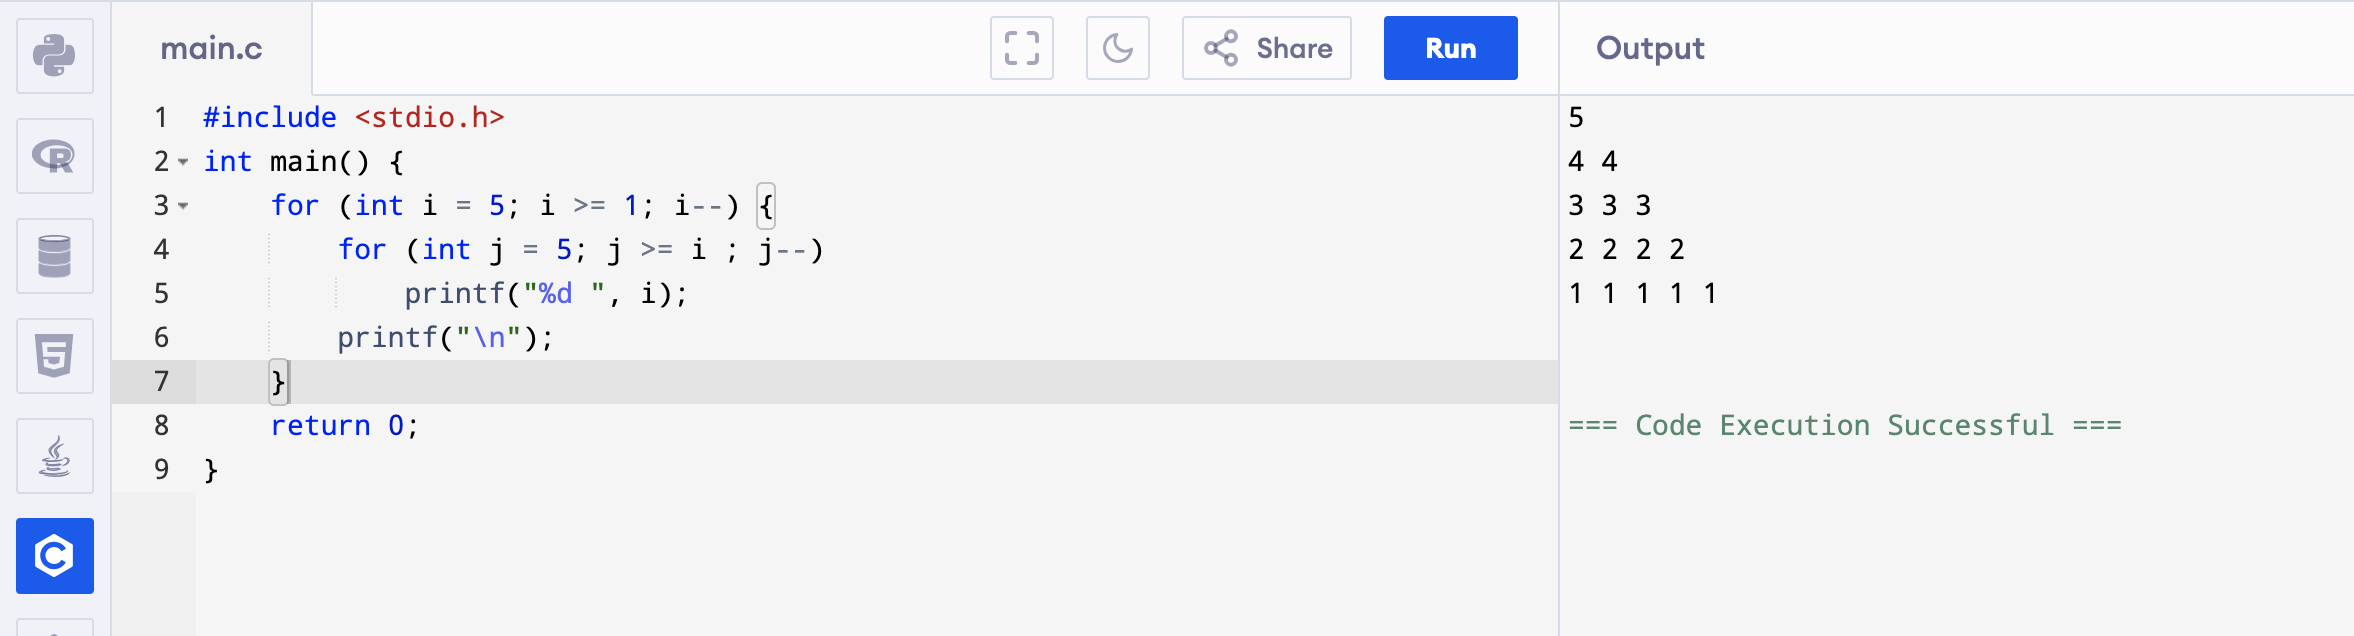 main.c
Share
Run
Output
1 #include <stdio.h>
2 int main() {
3     for (int i = 5; i >= 1; i--) {
4         for (int j = 5; j >= i ; j--)
5             printf("%d ", i);
6         printf("\n");
7     }
8     return 0;
9 }
5
4 4
3 3 3
2 2 2 2
1 1 1 1 1
=== Code Execution Successful ===
R
5
C